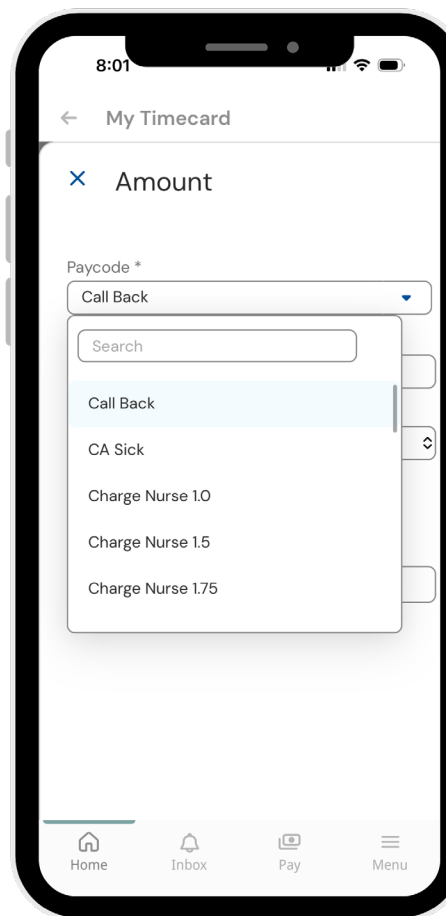 8:01
My Timecard
Amount
Paycode *
Call Back
Search
Call Back
CA Sick
Charge Nurse 1.0
Charge Nurse 1.5
Charge Nurse 1.75
Home Inbox Pay Menu